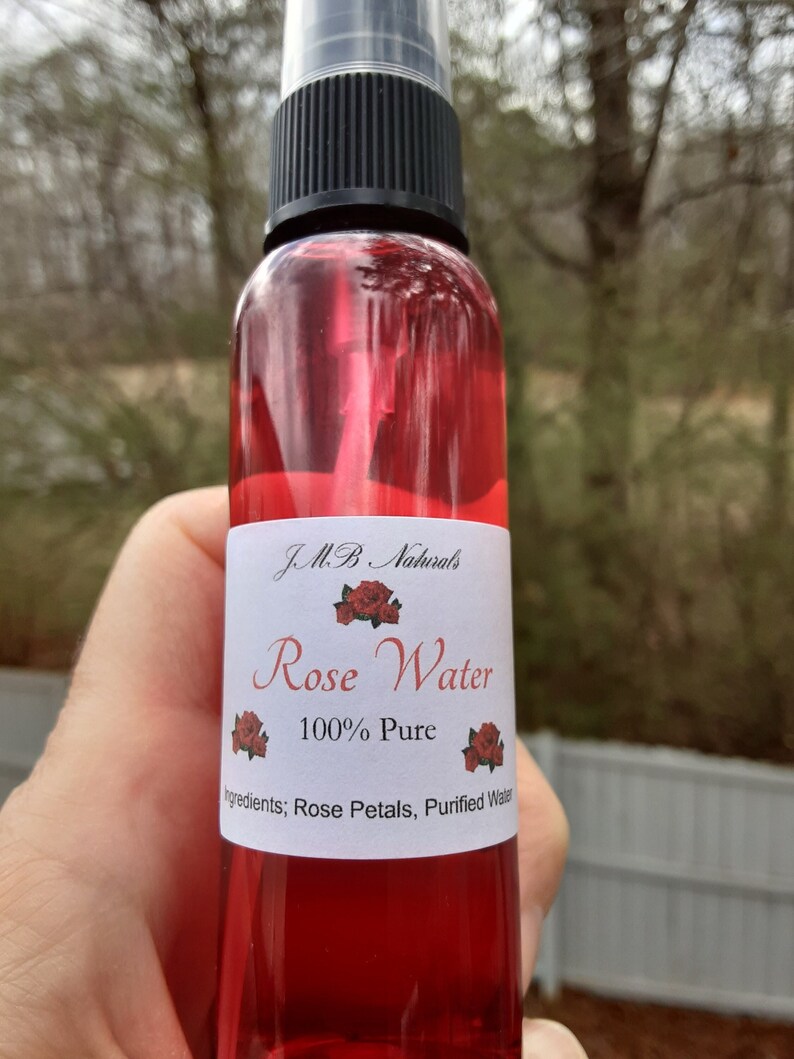 JMB Naturals
Rose Water
100% Pure
Ingredients; Rose Petals, Purified Water